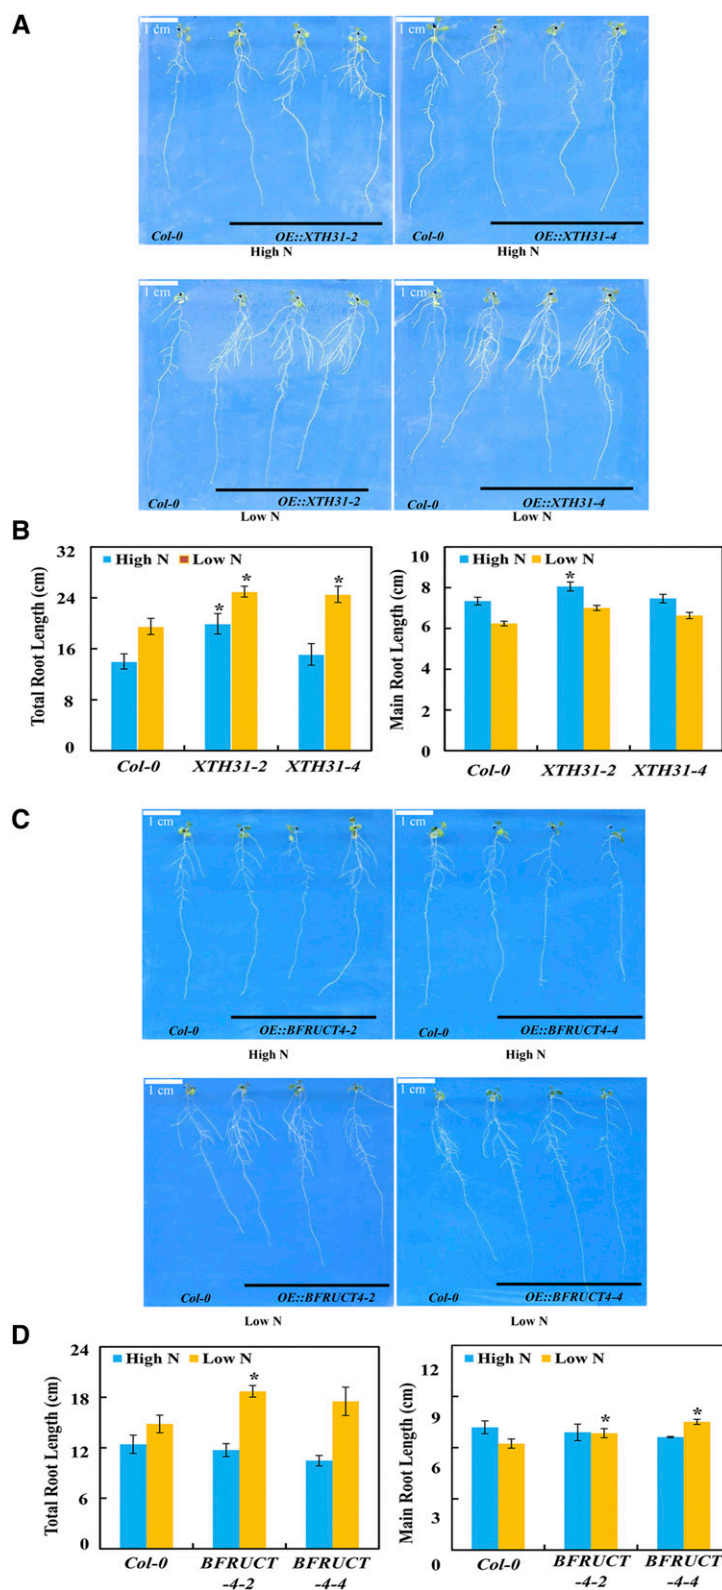 A
1 cm
1 cm
Col-0
OE::XTH31-2
Col-0
OE::XTH31-4
High N
High N
1 cm
1 cm
Col-0
OE::XTH31-2
Col-0
OE::XTH31-4
Low N
Low N
B
Total Root Length (cm)
32
24
16
8
0
High N
Low N
*
*
*
Col-0
XTH31-2
XTH31-4
Main Root Length (cm)
10
8
6
4
2
0
High N
Low N
*
Col-0
XTH31-2
XTH31-4
C
1 cm
1 cm
Col-0
OE::BFRUCT4-2
Col-0
OE::BFRUCT4-4
High N
High N
1 cm
1 cm
Col-0
OE::BFRUCT4-2
Col-0
OE::BFRUCT4-4
Low N
Low N
D
Total Root Length (cm)
24
18
12
6
0
High N
Low N
*
Col-0
BFRUCT
-4-2
BFRUCT
-4-4
Main Root Length (cm)
12
9
6
3
0
High N
Low N
*
*
Col-0
BFRUCT
-4-2
BFRUCT
-4-4